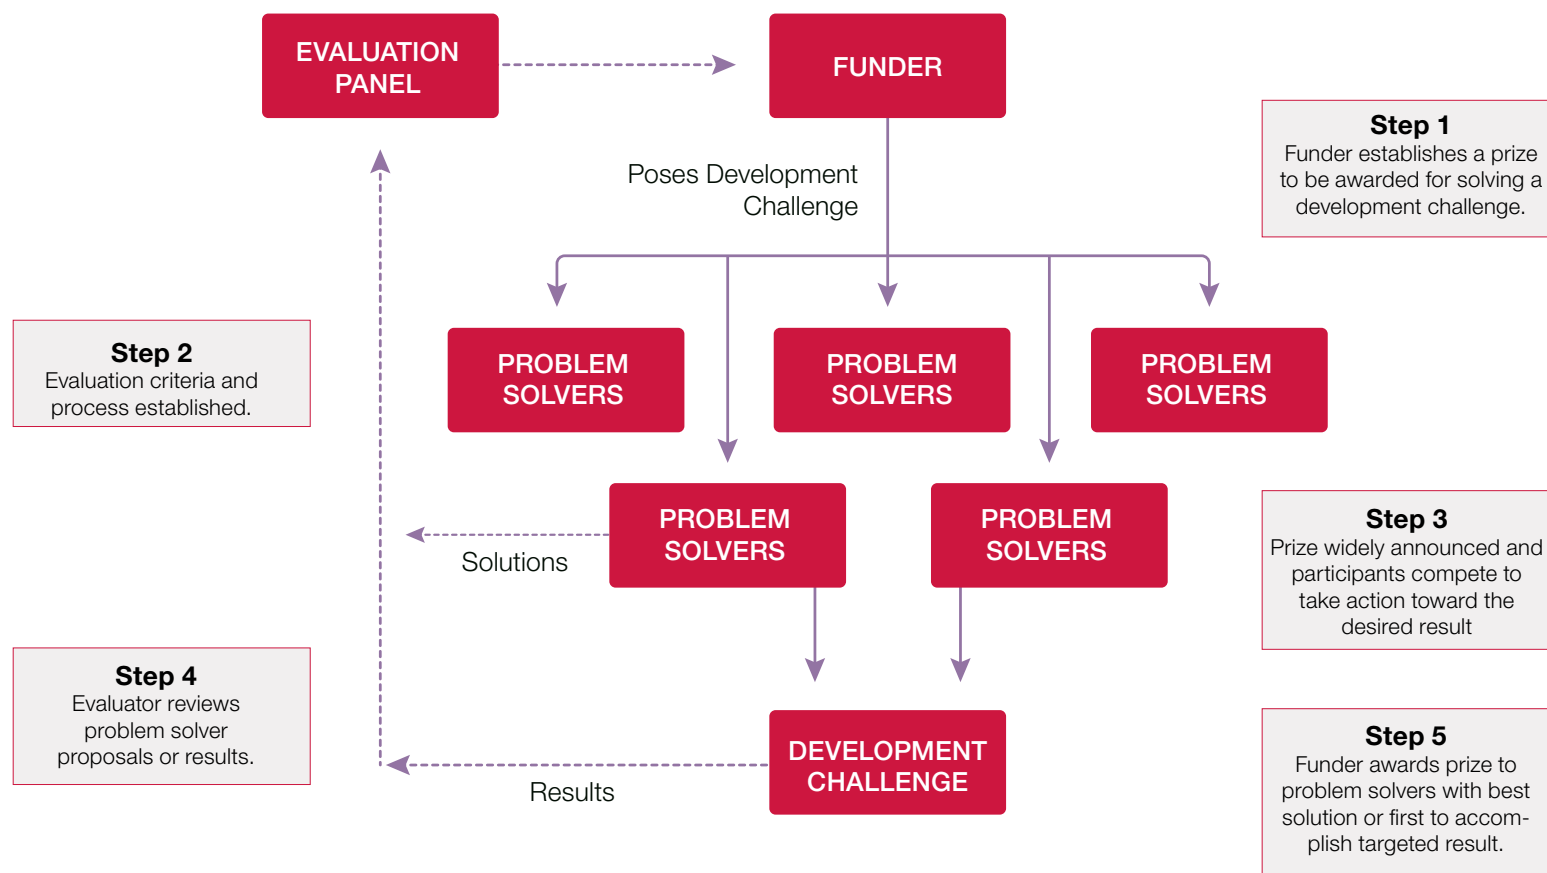 EVALUATION
PANEL
FUNDER
Step 1
Funder establishes a prize
to be awarded for solving a
development challenge.
Poses Development
Challenge
Step 2
Evaluation criteria and
process established.
PROBLEM
SOLVERS
PROBLEM
SOLVERS
PROBLEM
SOLVERS
PROBLEM
SOLVERS
PROBLEM
SOLVERS
Solutions
Step 3
Prize widely announced and
participants compete to
take action toward the
desired result
Step 4
Evaluator reviews
problem solver
proposals or results.
DEVELOPMENT
CHALLENGE
Results
Step 5
Funder awards prize to
problem solvers with best
solution or first to accom-
plish targeted result.